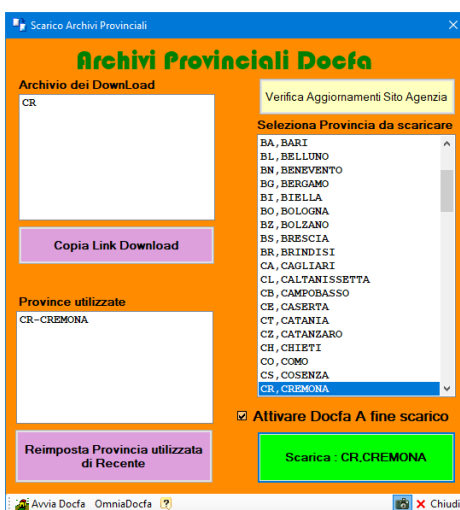 Scarico Archivi Provinciali
Archivi Provinciali Docfa
Archivio dei DownLoad
CR
Copia Link Download
Province utilizzate
CR-CREMONA
Reimposta Provincia utilizzata
di Recente
Verifica Aggiornamenti Sito Agenzia
Seleziona Provincia da scaricare
BA,BARI
BL,BELLUNO
BN,BENEVENTO
BG,BERGAMO
BI,BIELLA
BO,BOLOGNA
BZ,BOLZANO
BS,BRESCIA
BR,BRINDISI
CA,CAGLIARI
CL,CALTANISSETTA
CB,CAMPOBASSO
CE,CASERTA
CT,CATANIA
CZ,CATANZARO
CH,CHIETI
CO,COMO
CS,COSENZA
CR,CREMONA
Attivare Docfa A fine scarico
Scarica : CR,CREMONA
Avvia Docfa OmniaDocfa
Chiudi